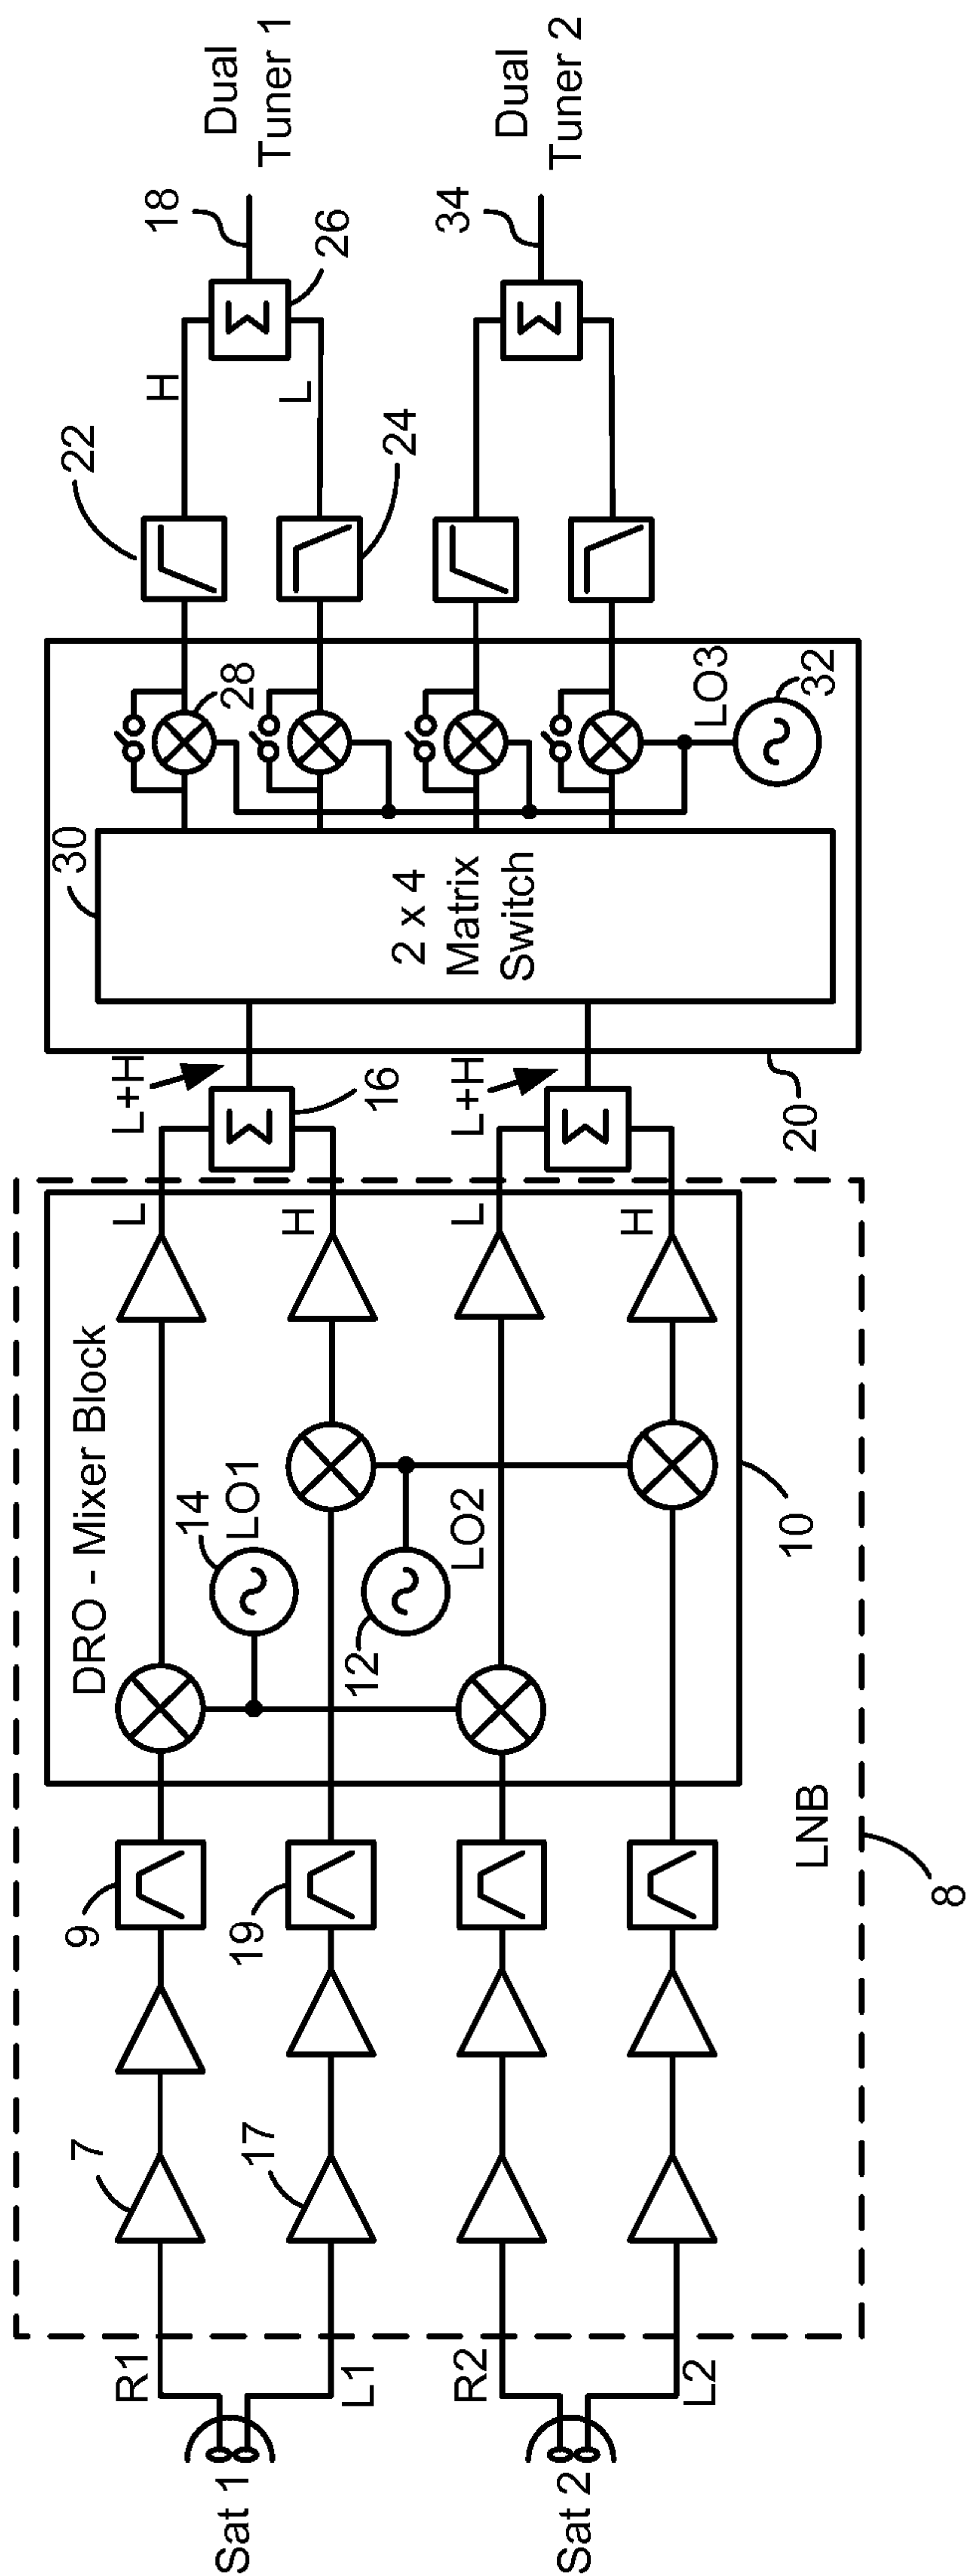 Sat 1
R1
L1
Sat 2
R2
L2
7
17
9
19
LNB
8
DRO - Mixer Block
14
LO1
12
LO2
10
L
H
L
H
L+H
16
L+H
20
30
2 x 4
Matrix
Switch
28
LO3
32
22
24
H
L
26
18
34
Dual
Tuner 1
Dual
Tuner 2